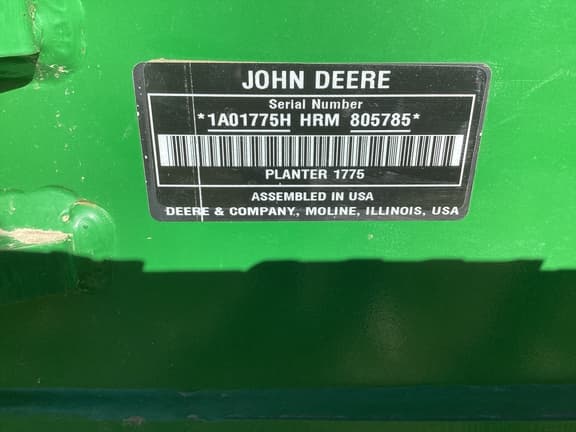 JOHN DEERE
Serial Number
*1A01775H HRM 805785*
PLANTER 1775
ASSEMBLED IN USA
DEERE & COMPANY, MOLINE, ILLINOIS, USA